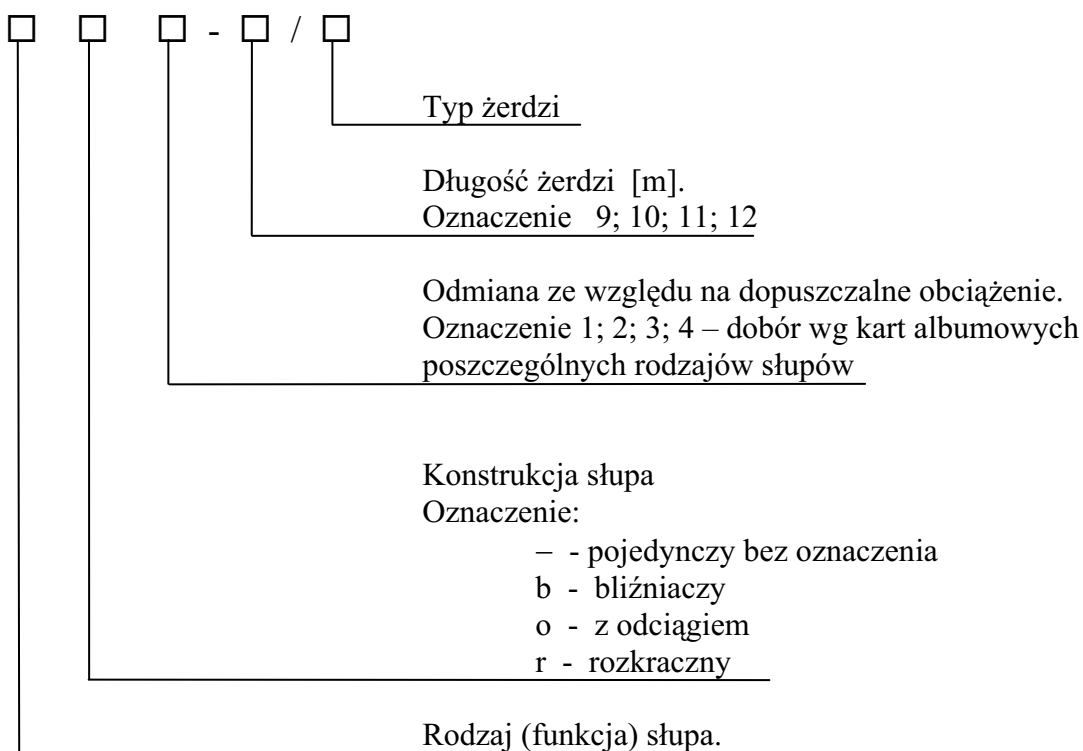 □ □ □ - □ / □
Typ żerdzi
Długość żerdzi [m].
Oznaczenie 9; 10; 11; 12
Odmiana ze względu na dopuszczalne obciążenie.
Oznaczenie 1; 2; 3; 4 – dobór wg kart albumowych
poszczególnych rodzajów słupów
Konstrukcja słupa
Oznaczenie:
– - pojedynczy bez oznaczenia
b - bliźniaczy
o - z odciągiem
r - rozkraczny
Rodzaj (funkcja) słupa.